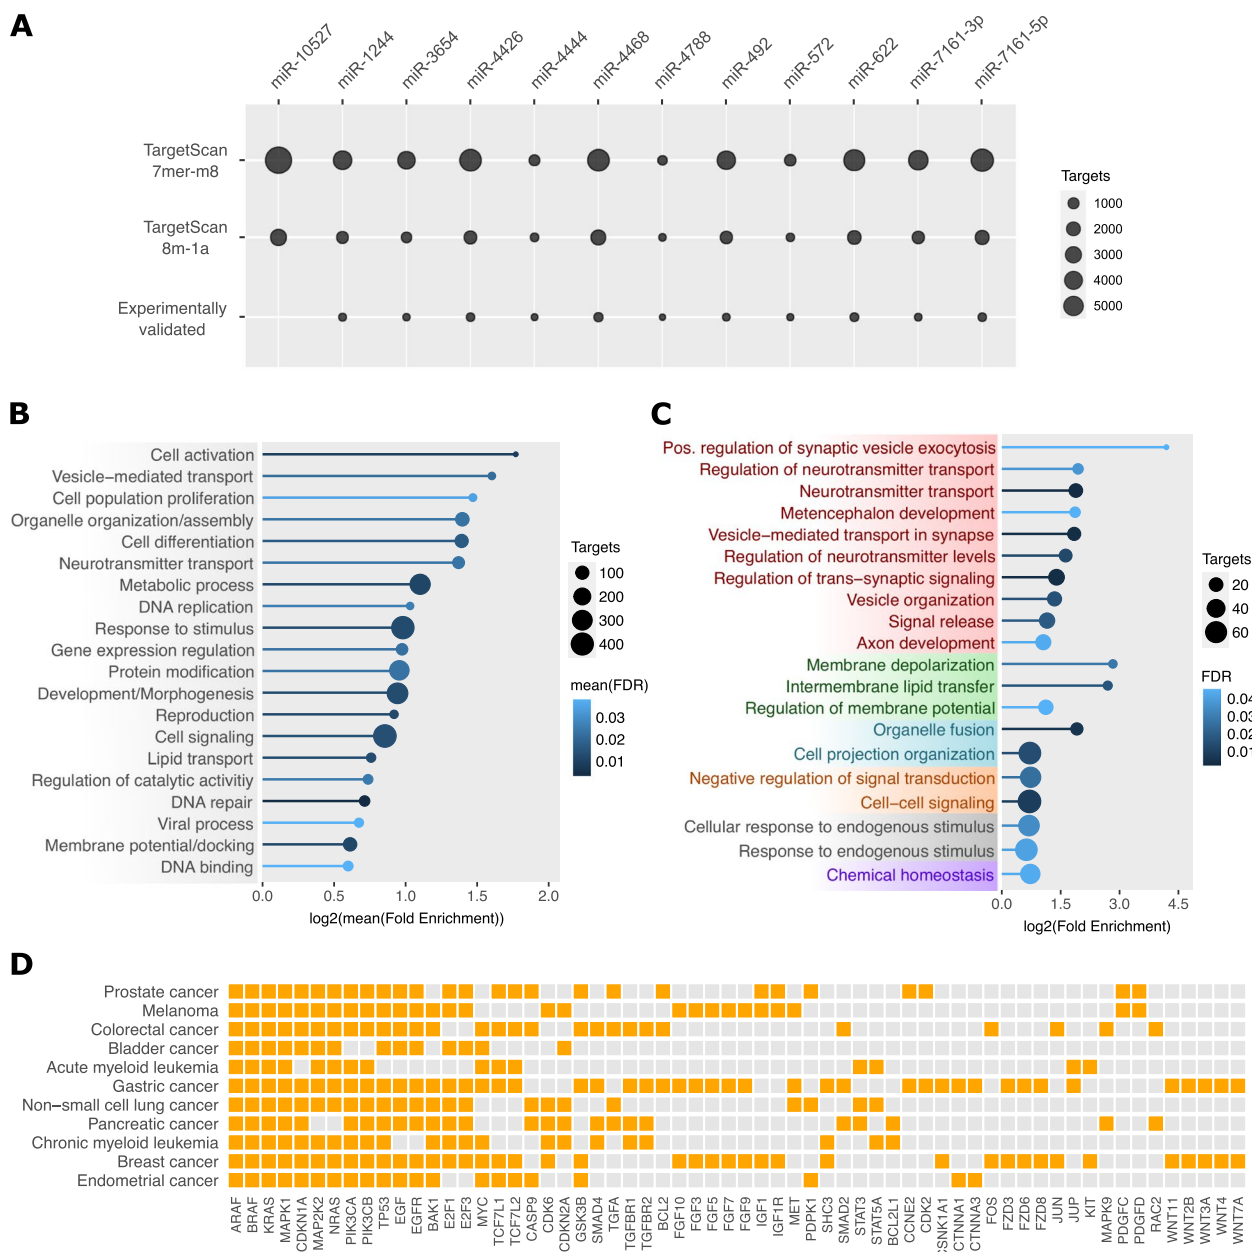 A
miR-10527
miR-1244
miR-3654
miR-4426
miR-4444
miR-4468
miR-4788
miR-492
miR-572
miR-622
miR-7161-3p
miR-7161-5p
TargetScan
7mer-m8
TargetScan
8m-1a
Experimentally
validated
Targets
1000
2000
3000
4000
5000
B
Cell activation
Vesicle−mediated transport
Cell population proliferation
Organelle organization/assembly
Cell differentiation
Neurotransmitter transport
Metabolic process
DNA replication
Response to stimulus
Gene expression regulation
Protein modification
Development/Morphogenesis
Reproduction
Cell signaling
Lipid transport
Regulation of catalytic activitiy
DNA repair
Viral process
Membrane potential/docking
DNA binding
0.0
0.5
1.0
1.5
2.0
log2(mean(Fold Enrichment))
Targets
100
200
300
400
mean(FDR)
0.03
0.02
0.01
C
Pos. regulation of synaptic vesicle exocytosis
Regulation of neurotransmitter transport
Neurotransmitter transport
Metencephalon development
Vesicle−mediated transport in synapse
Regulation of neurotransmitter levels
Regulation of trans−synaptic signaling
Vesicle organization
Signal release
Axon development
Membrane depolarization
Intermembrane lipid transfer
Regulation of membrane potential
Organelle fusion
Cell projection organization
Negative regulation of signal transduction
Cell−cell signaling
Cellular response to endogenous stimulus
Response to endogenous stimulus
Chemical homeostasis
0.0
1.5
3.0
4.5
log2(Fold Enrichment)
Targets
20
40
60
FDR
0.04
0.03
0.02
0.01
D
Prostate cancer
Melanoma
Colorectal cancer
Bladder cancer
Acute myeloid leukemia
Gastric cancer
Non−small cell lung cancer
Pancreatic cancer
Chronic myeloid leukemia
Breast cancer
Endometrial cancer
ARAF
BRAF
KRAS
MAPK1
CDKN1A
MAP2K2
NRAS
PIK3CA
PIK3CB
TP53
EGF
EGFR
BAK1
E2F1
E2F3
MYC
TCF7L1
TCF7L2
CASP9
CDK6
CDKN2A
GSK3B
SMAD4
TGFA
TGFBR1
TGFBR2
BCL2
FGF10
FGF3
FGF5
FGF7
FGF9
IGF1
IGF1R
MET
PDPK1
SHC3
SMAD2
STAT3
STAT5A
BCL2L1
CCNE2
CDK2
CSNK1A1
CTNNA1
CTNNA3
FOS
FZD3
FZD6
FZD8
JUN
JUP
KIT
MAPK9
PDGFC
PDGFD
RAC2
WNT11
WNT2B
WNT3A
WNT4
WNT7A